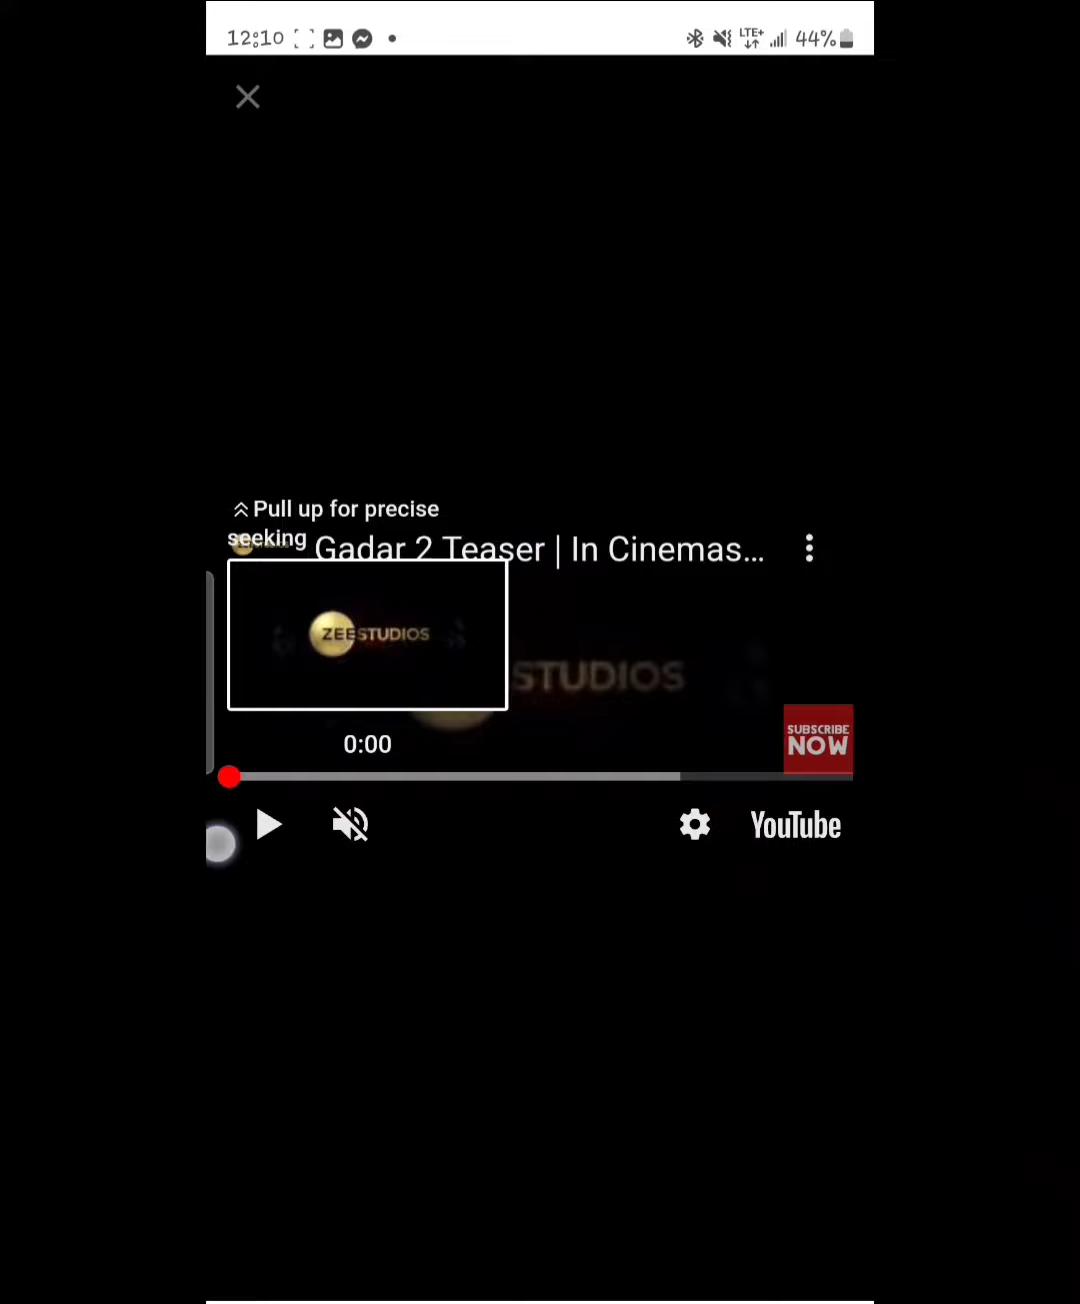 12:10
LTE+
44%
Pull up for precise
seeking
Gadar 2 Teaser | In Cinemas...
ZEESTUDIOS
STUDIOS
0:00
SUBSCRIBE
NOW
YouTube